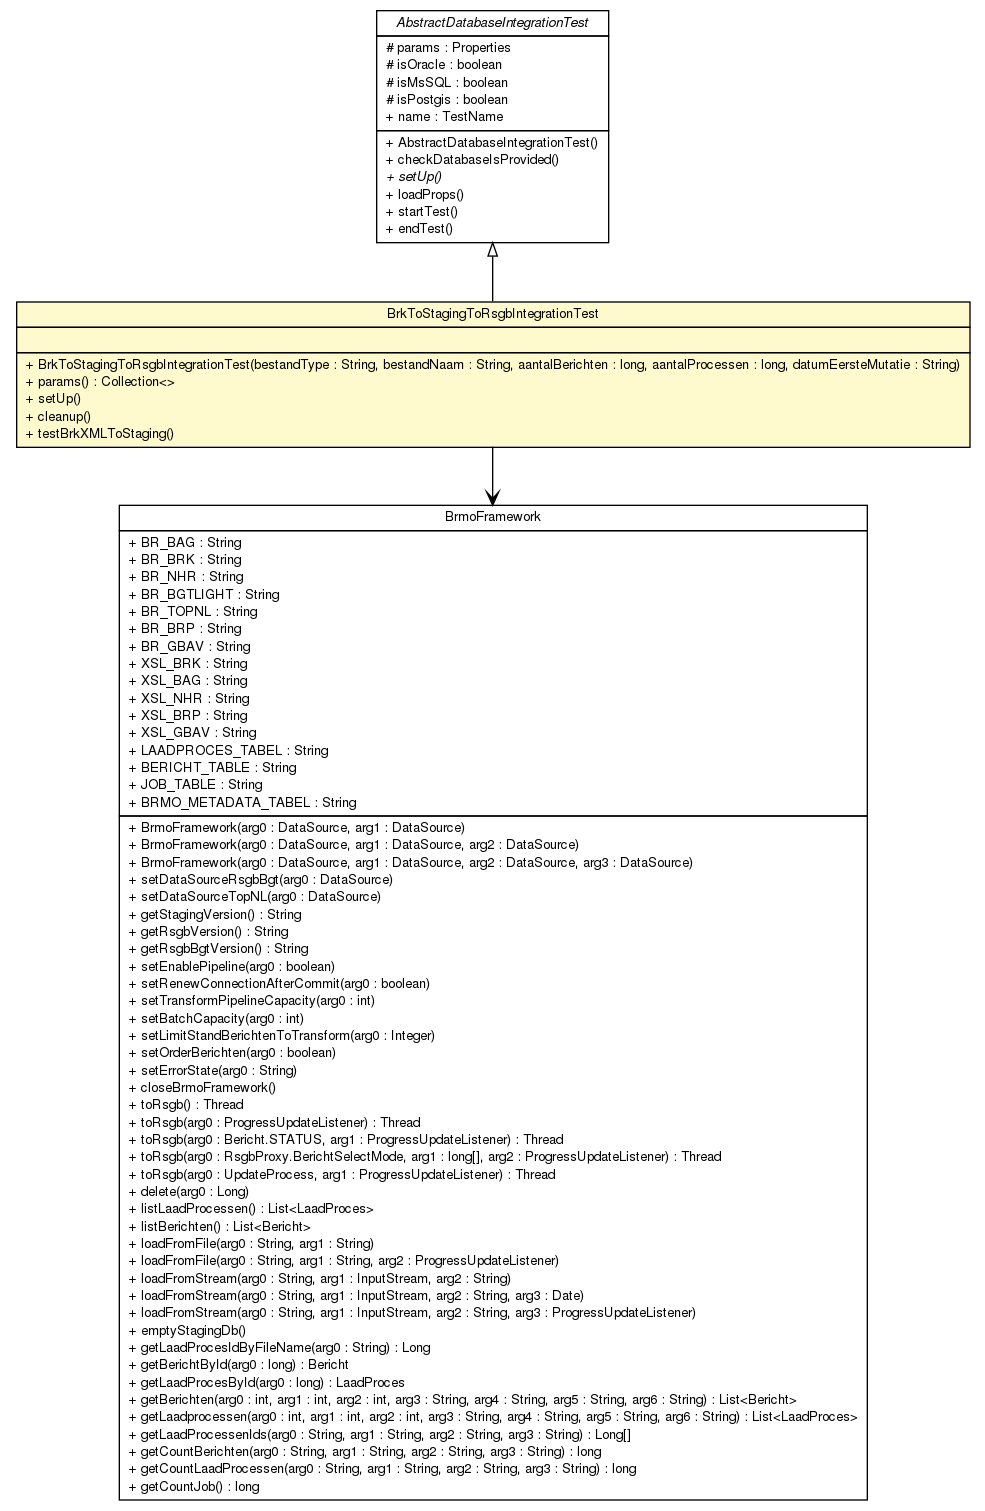 AbstractDatabaseIntegrationTest
# params : Properties
# isOracle : boolean
# isMsSQL : boolean
# isPostgis : boolean
+ name : TestName
+ AbstractDatabaseIntegrationTest()
+ checkDatabaseIsProvided()
+ setUp()
+ loadProps()
+ startTest()
+ endTest()
BrkToStagingToRsgbIntegrationTest
+ BrkToStagingToRsgbIntegrationTest(bestandType : String, bestandNaam : String, aantalBerichten : long, aantalProcessen : long, datumEersteMutatie : String)
+ params() : Collection<>
+ setUp()
+ cleanup()
+ testBrkXMLToStaging()
BrmoFramework
+ BR_BAG : String
+ BR_BRK : String
+ BR_NHR : String
+ BR_BGTLIGHT : String
+ BR_TOPNL : String
+ BR_BRP : String
+ BR_GBAV : String
+ XSL_BRK : String
+ XSL_BAG : String
+ XSL_NHR : String
+ XSL_BRP : String
+ XSL_GBAV : String
+ LAADPROCES_TABEL : String
+ BERICHT_TABLE : String
+ JOB_TABLE : String
+ BRMO_METADATA_TABEL : String
+ BrmoFramework(arg0 : DataSource, arg1 : DataSource)
+ BrmoFramework(arg0 : DataSource, arg1 : DataSource, arg2 : DataSource)
+ BrmoFramework(arg0 : DataSource, arg1 : DataSource, arg2 : DataSource, arg3 : DataSource)
+ setDataSourceRsgbBgt(arg0 : DataSource)
+ setDataSourceTopNL(arg0 : DataSource)
+ getStagingVersion() : String
+ getRsgbVersion() : String
+ getRsgbBgtVersion() : String
+ setEnablePipeline(arg0 : boolean)
+ setRenewConnectionAfterCommit(arg0 : boolean)
+ setTransformPipelineCapacity(arg0 : int)
+ setBatchCapacity(arg0 : int)
+ setLimitStandBerichtenToTransform(arg0 : Integer)
+ setOrderBerichten(arg0 : boolean)
+ setErrorState(arg0 : String)
+ closeBrmoFramework()
+ toRsgb() : Thread
+ toRsgb(arg0 : ProgressUpdateListener) : Thread
+ toRsgb(arg0 : Bericht.STATUS, arg1 : ProgressUpdateListener) : Thread
+ toRsgb(arg0 : RsgbProxy.BerichtSelectMode, arg1 : long[], arg2 : ProgressUpdateListener) : Thread
+ toRsgb(arg0 : UpdateProcess, arg1 : ProgressUpdateListener) : Thread
+ delete(arg0 : Long)
+ listLaadProcessen() : List<LaadProces>
+ listBerichten() : List<Bericht>
+ loadFromFile(arg0 : String, arg1 : String)
+ loadFromFile(arg0 : String, arg1 : String, arg2 : ProgressUpdateListener)
+ loadFromStream(arg0 : String, arg1 : InputStream, arg2 : String)
+ loadFromStream(arg0 : String, arg1 : InputStream, arg2 : String, arg3 : Date)
+ loadFromStream(arg0 : String, arg1 : InputStream, arg2 : String, arg3 : ProgressUpdateListener)
+ emptyStagingDb()
+ getLaadProcesIdByFileName(arg0 : String) : Long
+ getBerichtById(arg0 : long) : Bericht
+ getLaadProcesById(arg0 : long) : LaadProces
+ getBerichten(arg0 : int, arg1 : int, arg2 : int, arg3 : String, arg4 : String, arg5 : String, arg6 : String) : List<Bericht>
+ getLaadprocessen(arg0 : int, arg1 : int, arg2 : int, arg3 : String, arg4 : String, arg5 : String, arg6 : String) : List<LaadProces>
+ getLaadProcessenIds(arg0 : String, arg1 : String, arg2 : String, arg3 : String) : Long[]
+ getCountBerichten(arg0 : String, arg1 : String, arg2 : String, arg3 : String) : long
+ getCountLaadProcessen(arg0 : String, arg1 : String, arg2 : String, arg3 : String) : long
+ getCountJob() : long